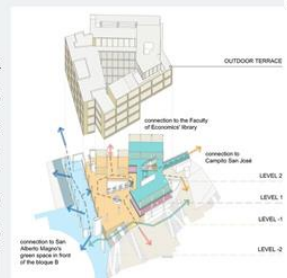 OUTDOOR TERRACE
connection to the Faculty
of Economics' library
connection to
Campito San José
LEVEL 2
LEVEL 1
LEVEL -1
connection to San
Alberto Magno's
green space in front
of the bloque B
LEVEL -2